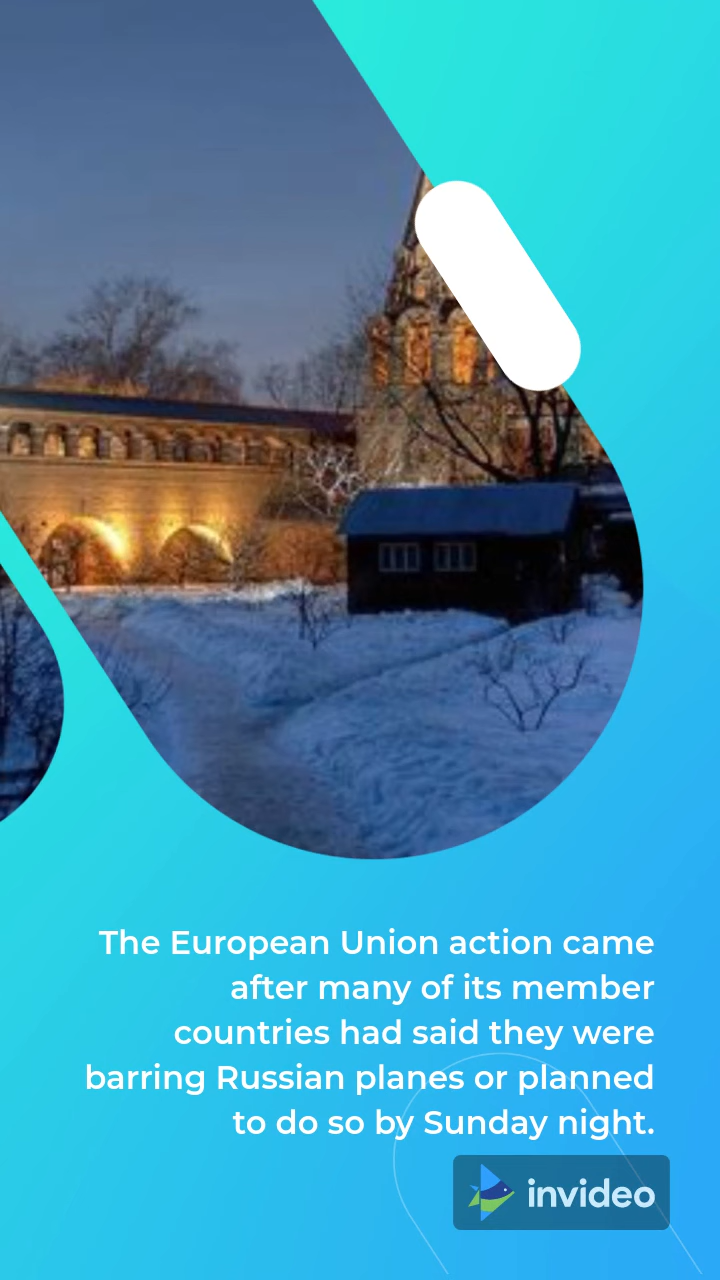 The European Union action came
after many of its member
countries had said they were
barring Russian planes or planned
to do so by Sunday night.
invideo